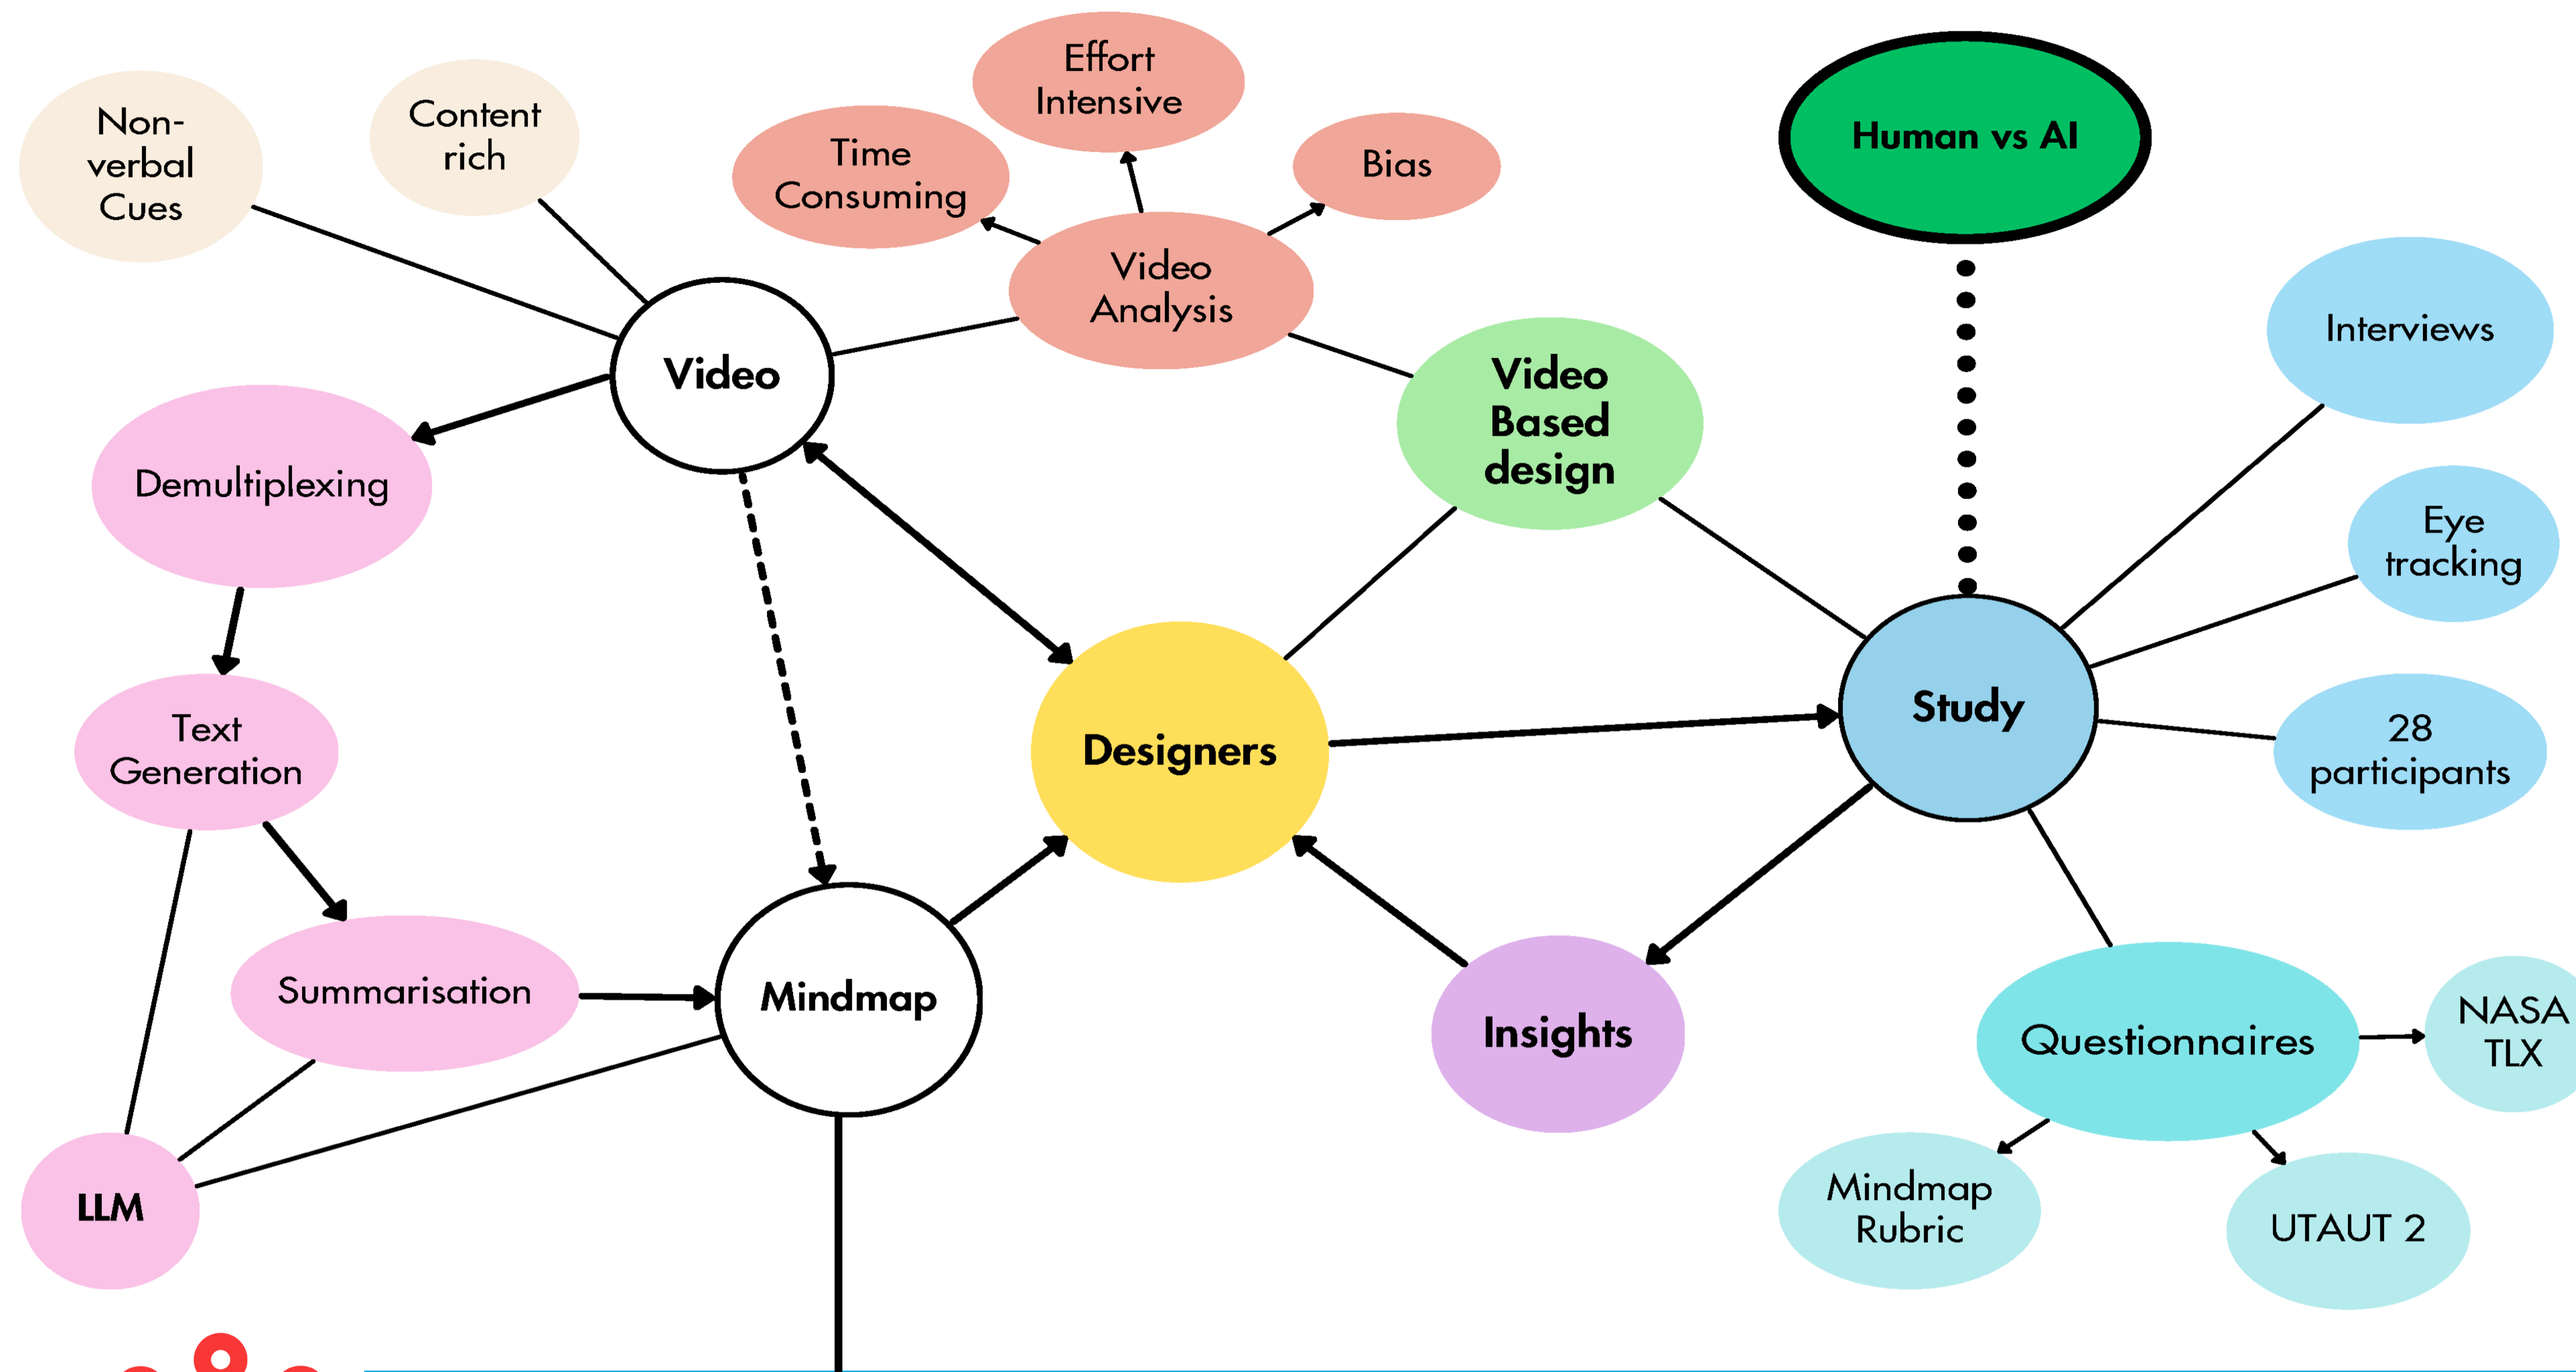 Non-
verbal
Cues
Content
rich
Time
Consuming
Effort
Intensive
Bias
Video
Analysis
Human vs AI
Interviews
Video
Video
Based
design
Demultiplexing
Eye
tracking
Text
Generation
Designers
Study
28
participants
Summarisation
Mindmap
Insights
Questionnaires
NASA
TLX
LLM
Mindmap
Rubric
UTAUT 2